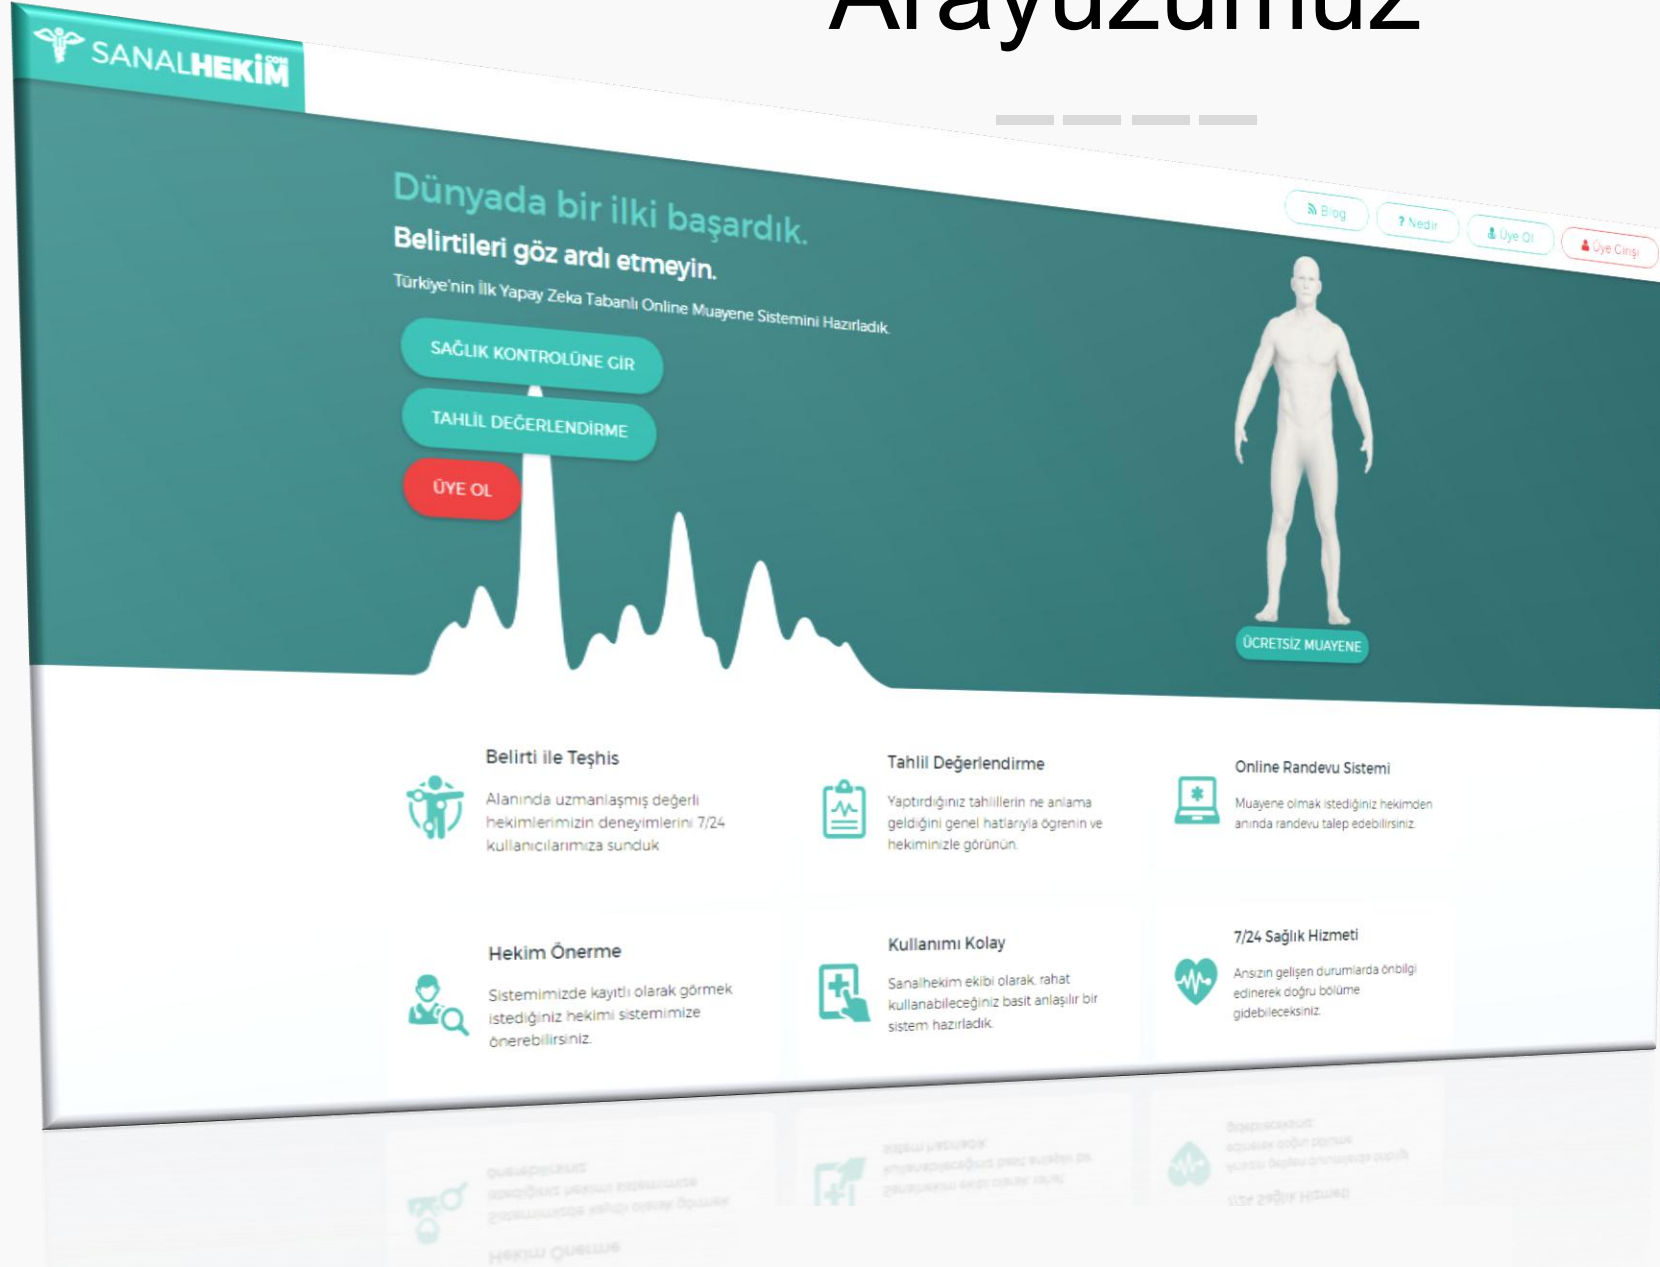 Arayüzümüz
SANALHEKİM
COM
Blog
? Nedir
Üye Ol
Üye Girişi
Dünyada bir ilki başardık.
Belirtileri göz ardı etmeyin.
Türkiye'nin İlk Yapay Zeka Tabanlı Online Muayene Sistemini Hazırladık.
SAĞLIK KONTROLÜNE GİR
TAHLİL DEĞERLENDİRME
ÜYE OL
ÜCRETSİZ MUAYENE
Belirti ile Teşhis
Alanında uzmanlaşmış değerli
hekimlerimizin deneyimlerini 7/24
kullanıcılarımıza sunduk
Tahlil Değerlendirme
Yaptırdığınız tahlillerin ne anlama
geldiğini genel hatlarıyla ögrenin ve
hekiminizle görünün.
Online Randevu Sistemi
Muayene olmak istediğiniz hekimden
anında randevu talep edebilirsiniz.
Hekim Önerme
Sistemimizde kayıtlı olarak görmek
istediğiniz hekimi sistemimize
önerebilirsiniz.
Kullanımı Kolay
Sanalhekim ekibi olarak, rahat
kullanabileceğiniz basit anlaşılır bir
sistem hazırladık.
7/24 Sağlık Hizmeti
Ansızın gelişen durumlarda önbilgi
edinerek doğru bölüme
gidebileceksiniz.